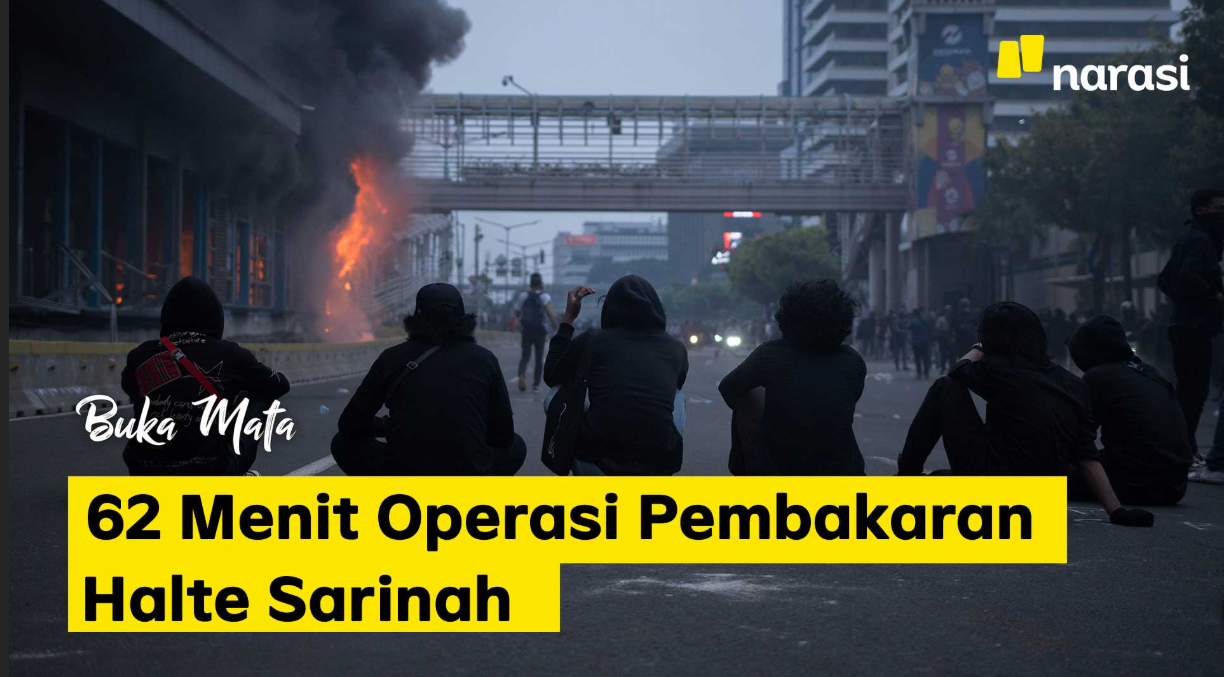 narasi
Buka Mata
62 Menit Operasi Pembakaran
Halte Sarinah